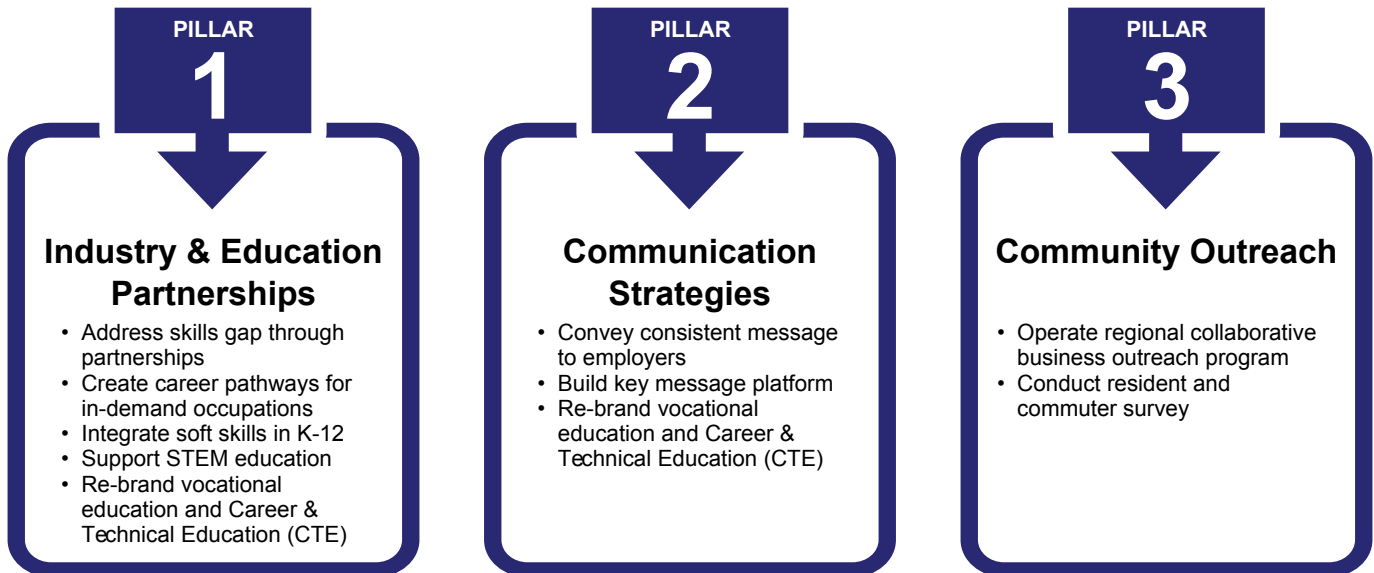 PILLAR
1
Industry & Education
Partnerships
• Address skills gap through
partnerships
• Create career pathways for
in-demand occupations
• Integrate soft skills in K-12
• Support STEM education
• Re-brand vocational
education and Career &
Technical Education (CTE)
PILLAR
2
Communication
Strategies
• Convey consistent message
to employers
• Build key message platform
• Re-brand vocational
education and Career &
Technical Education (CTE)
PILLAR
3
Community Outreach
• Operate regional collaborative
business outreach program
• Conduct resident and
commuter survey